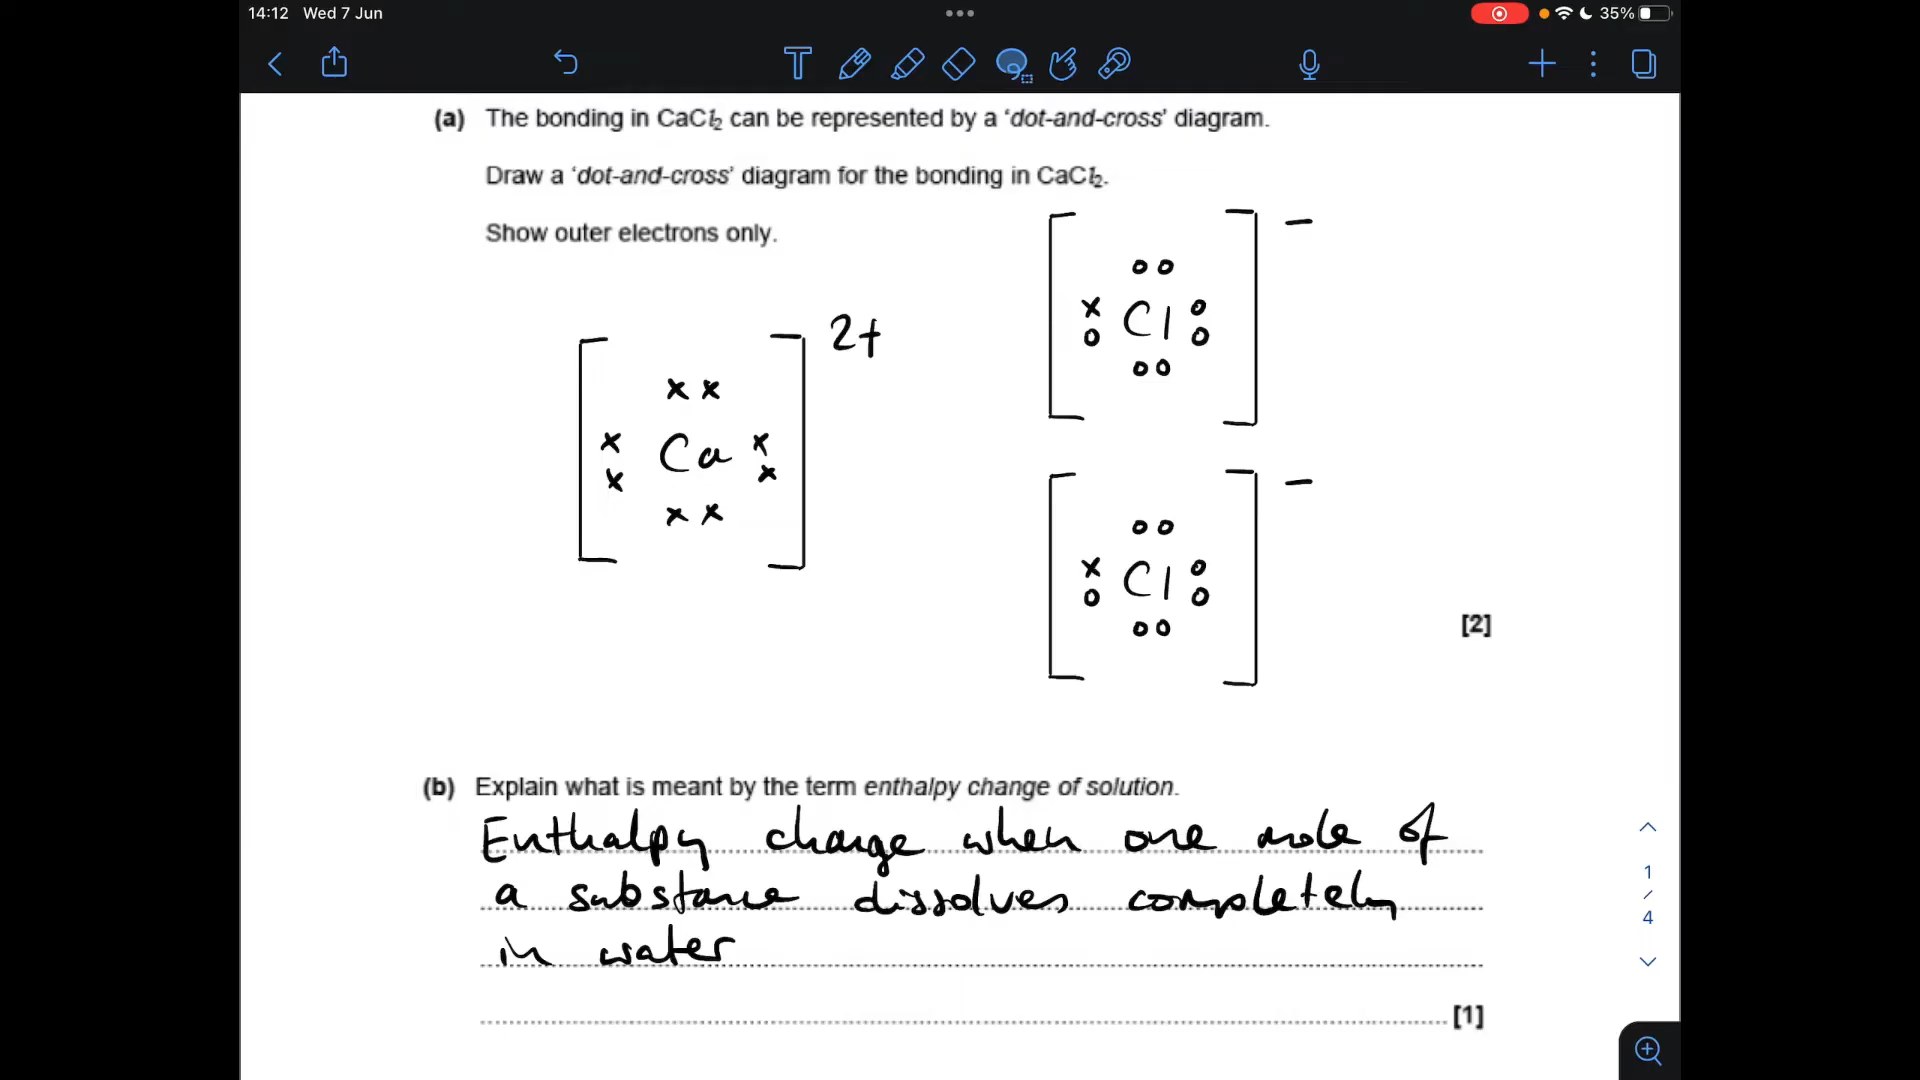 14:12 Wed 7 Jun
35%
(a) The bonding in CaCl₂ can be represented by a ‘dot-and-cross’ diagram.
Draw a ‘dot-and-cross’ diagram for the bonding in CaCl₂.
Show outer electrons only.
Ca 2+
Cl −
Cl −
[2]
(b) Explain what is meant by the term enthalpy change of solution.
Enthalpy change when one mole of
a substance dissolves completely
in water
[1]
1
/
4